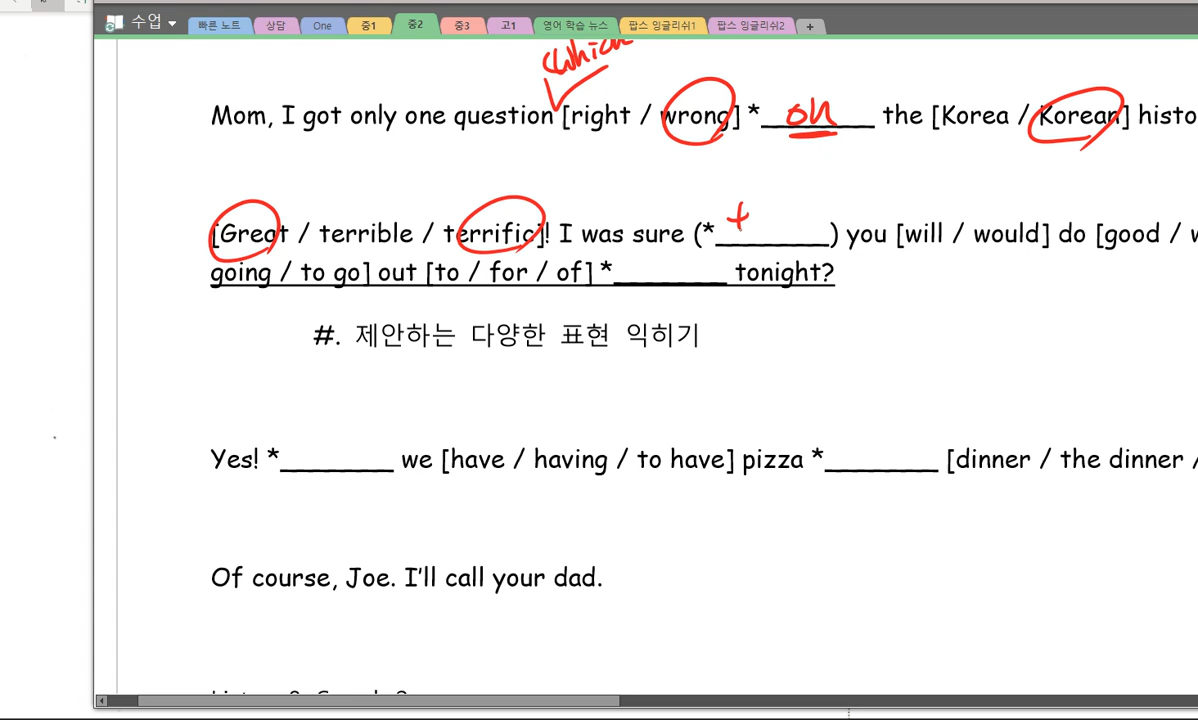 수업 빠른 노트 상담 One 중1 중2 중3 고1 영어 학습 뉴스 팝스 잉글리쉬1 팝스 잉글리쉬2 +
(which
Mom, I got only one question [right / wrong] *________ the [Korea / Korean] histo
on
[Great / terrible / terrific]! I was sure (*________) you [will / would] do [good / w
going / to go] out [to / for / of] *________ tonight?
#. 제안하는 다양한 표현 익히기
Yes! *________ we [have / having / to have] pizza *________ [dinner / the dinner /
Of course, Joe. I'll call your dad.